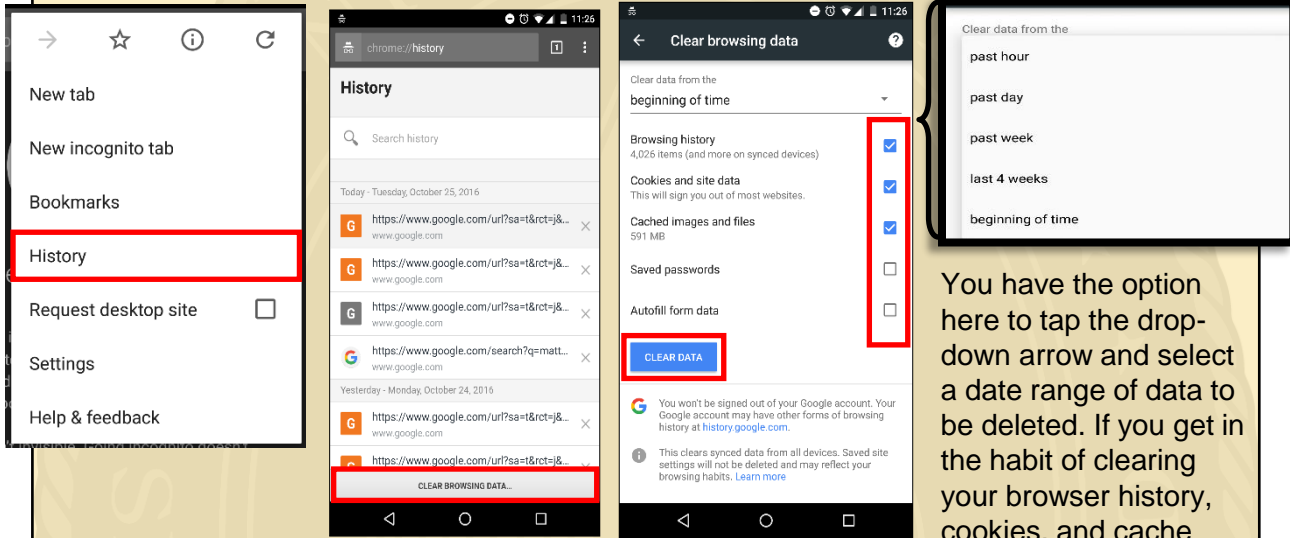 New tab
New incognito tab
Bookmarks
History
Request desktop site
Settings
Help & feedback
11:26
chrome://history
1
History
Search history
Today - Tuesday, October 25, 2016
G https://www.google.com/url?sa=t&rct=j&...
www.google.com
G https://www.google.com/url?sa=t&rct=j&...
www.google.com
G https://www.google.com/url?sa=t&rct=j&...
www.google.com
G https://www.google.com/search?q=matt...
www.google.com
Yesterday - Monday, October 24, 2016
G https://www.google.com/url?sa=t&rct=j&...
www.google.com
https://www.google.com/url?sa=t&rct=j&...
CLEAR BROWSING DATA...
11:26
Clear browsing data
Clear data from the
beginning of time
Browsing history
4,026 items (and more on synced devices)
Cookies and site data
This will sign you out of most websites.
Cached images and files
591 MB
Saved passwords
Autofill form data
CLEAR DATA
You won't be signed out of your Google account. Your
Google account may have other forms of browsing
history at history.google.com.
This clears synced data from all devices. Saved site
settings will not be deleted and may reflect your
browsing habits. Learn more
Clear data from the
past hour
past day
past week
last 4 weeks
beginning of time
You have the option
here to tap the drop-
down arrow and select
a date range of data to
be deleted. If you get in
the habit of clearing
your browser history,
cookies, and cache